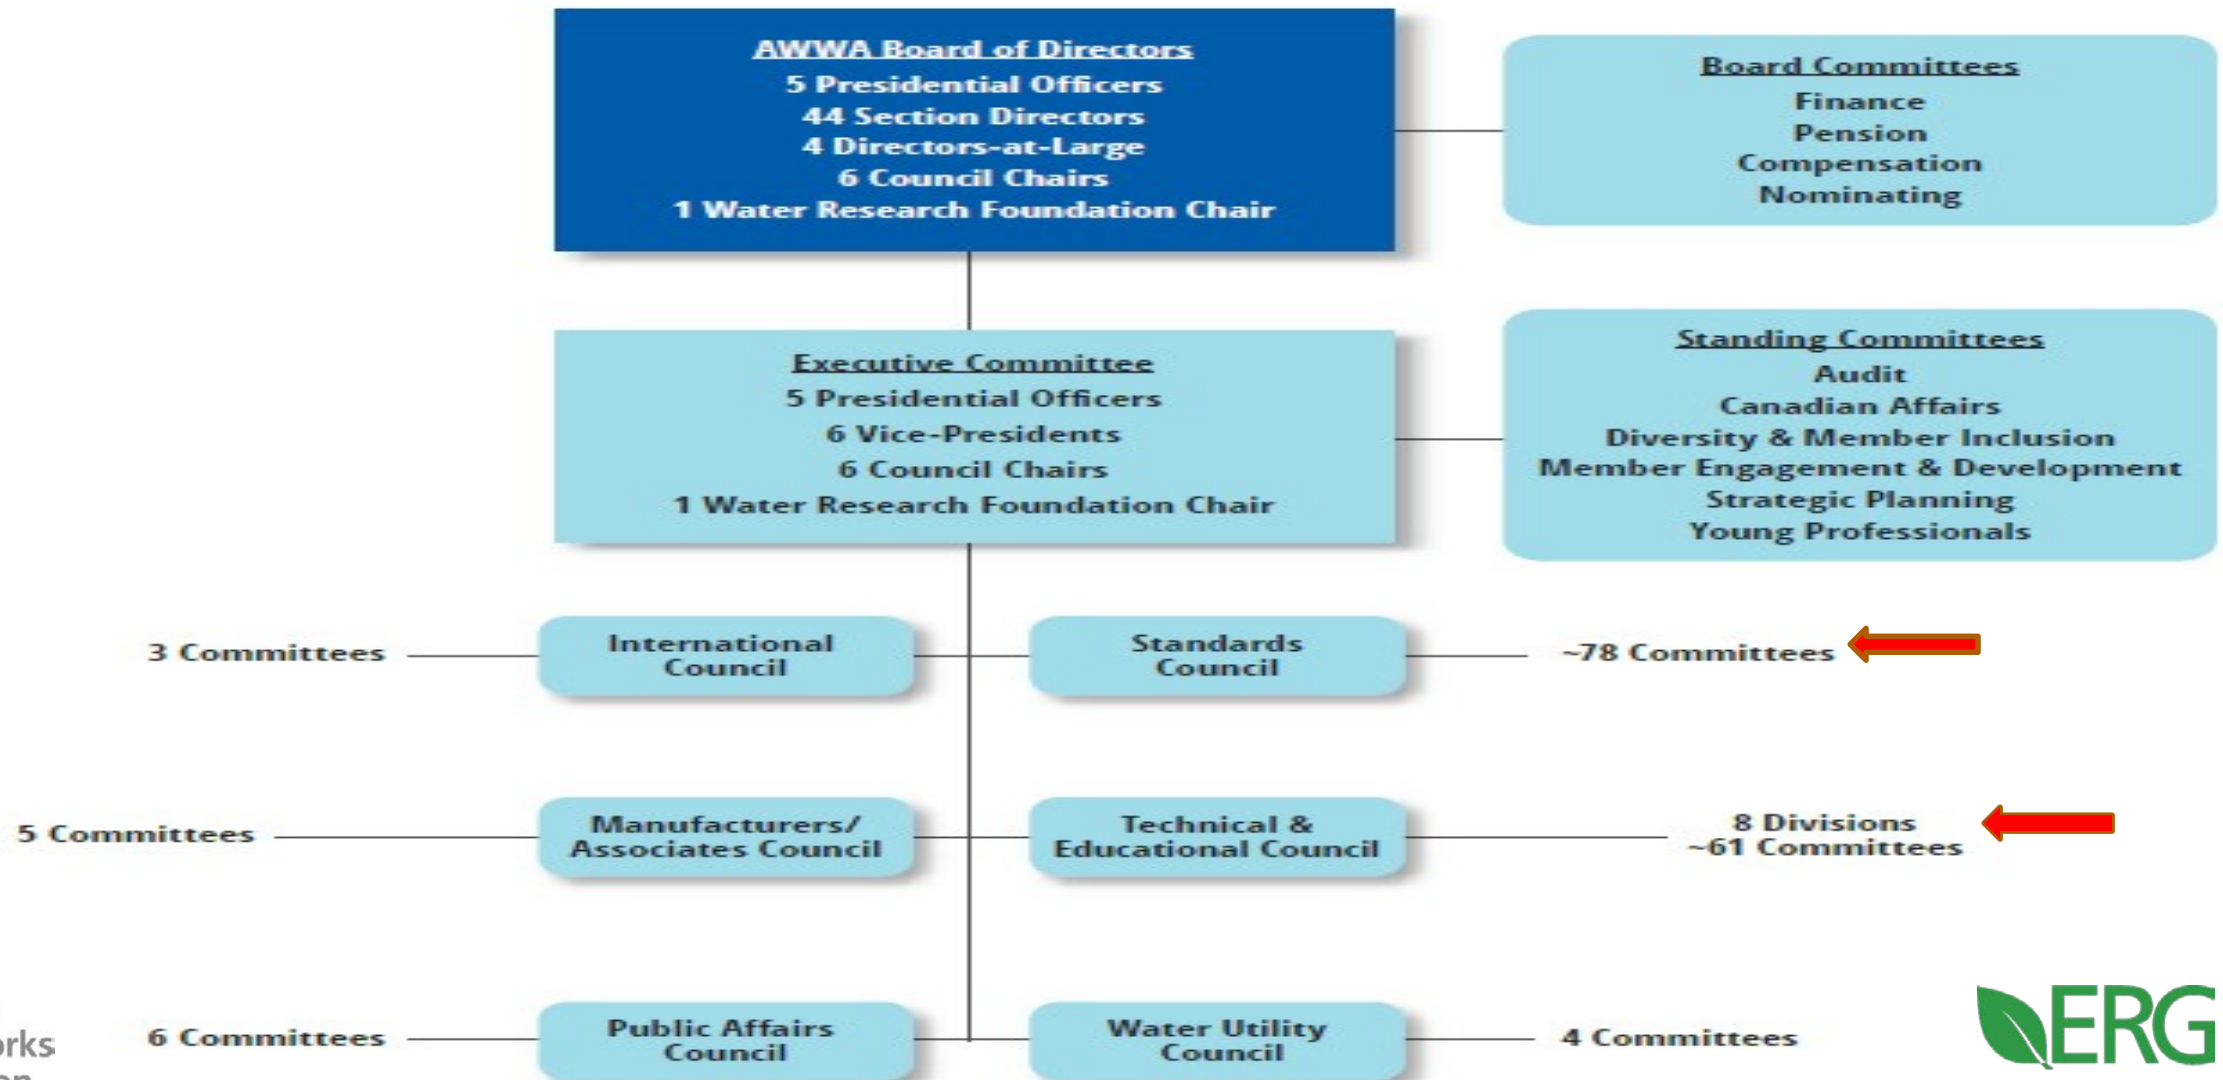 AWWA Board of Directors
5 Presidential Officers
44 Section Directors
4 Directors-at-Large
6 Council Chairs
1 Water Research Foundation Chair
Board Committees
Finance
Pension
Compensation
Nominating
Executive Committee
5 Presidential Officers
6 Vice-Presidents
6 Council Chairs
1 Water Research Foundation Chair
Standing Committees
Audit
Canadian Affairs
Diversity & Member Inclusion
Member Engagement & Development
Strategic Planning
Young Professionals
3 Committees
International
Council
Standards
Council
~78 Committees
5 Committees
Manufacturers/
Associates Council
Technical &
Educational Council
8 Divisions
~61 Committees
6 Committees
Public Affairs
Council
Water Utility
Council
4 Committees
ERG